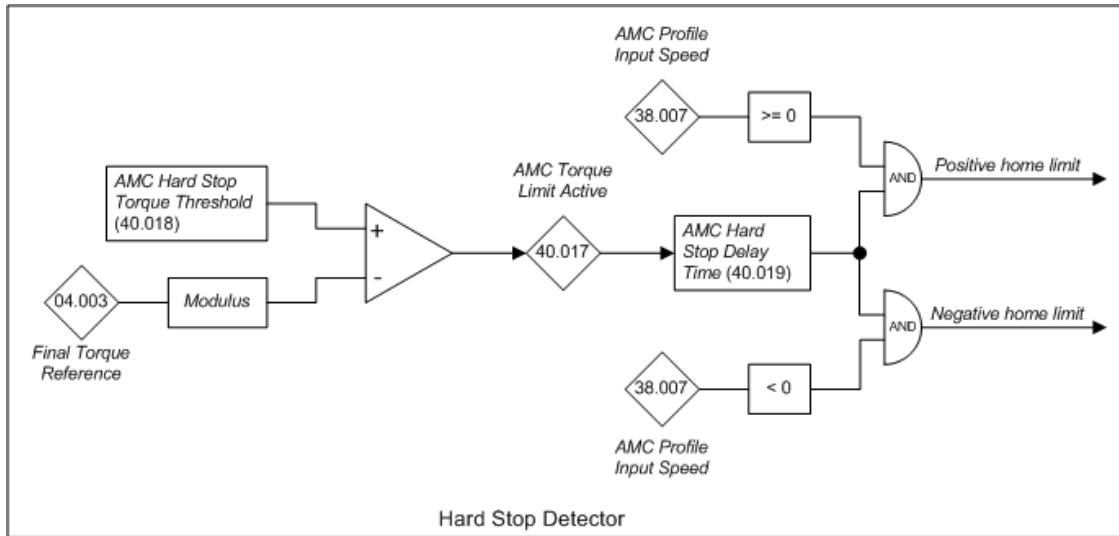 AMC Profile
Input Speed
38.007
>= 0
AMC Hard Stop
Torque Threshold
(40.018)
AMC Torque
Limit Active
AND
Positive home limit
+
-
40.017
AMC Hard
Stop Delay
Time (40.019)
04.003
Modulus
Final Torque
Reference
AND
Negative home limit
38.007
< 0
AMC Profile
Input Speed
Hard Stop Detector